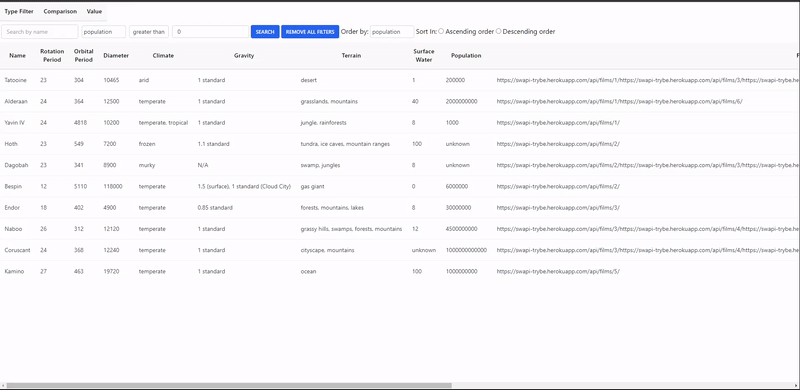 Type Filter Comparison Value
Search by name population greater than 0 SEARCH REMOVE ALL FILTERS Order by: population Sort In: Ascending order Descending order
Name Rotation Period Orbital Period Diameter Climate Gravity Terrain Surface Water Population F
Tatooine 23 304 10465 arid 1 standard desert 1 200000 https://swapi-trybe.herokuapp.com/api/films/1/https://swapi-trybe.herokuapp.com/api/films/3/https://swapi-trybe.he
Alderaan 24 364 12500 temperate 1 standard grasslands, mountains 40 2000000000 https://swapi-trybe.herokuapp.com/api/films/1/https://swapi-trybe.herokuapp.com/api/films/6/
Yavin IV 24 4818 10200 temperate, tropical 1 standard jungle, rainforests 8 1000 https://swapi-trybe.herokuapp.com/api/films/1/
Hoth 23 549 7200 frozen 1.1 standard tundra, ice caves, mountain ranges 100 unknown https://swapi-trybe.herokuapp.com/api/films/2/
Dagobah 23 341 8900 murky N/A swamp, jungles 8 unknown https://swapi-trybe.herokuapp.com/api/films/2/https://swapi-trybe.herokuapp.com/api/films/3/https://swapi-trybe.he
Bespin 12 5110 118000 temperate 1.5 (surface), 1 standard (Cloud City) gas giant 0 6000000 https://swapi-trybe.herokuapp.com/api/films/2/
Endor 18 402 4900 temperate 0.85 standard forests, mountains, lakes 8 30000000 https://swapi-trybe.herokuapp.com/api/films/3/
Naboo 26 312 12120 temperate 1 standard grassy hills, swamps, forests, mountains 12 4500000000 https://swapi-trybe.herokuapp.com/api/films/3/https://swapi-trybe.herokuapp.com/api/films/4/https://swapi-trybe.he
Coruscant 24 368 12240 temperate 1 standard cityscape, mountains unknown 1000000000000 https://swapi-trybe.herokuapp.com/api/films/3/https://swapi-trybe.herokuapp.com/api/films/4/https://swapi-trybe.he
Kamino 27 463 19720 temperate 1 standard ocean 100 1000000000 https://swapi-trybe.herokuapp.com/api/films/5/